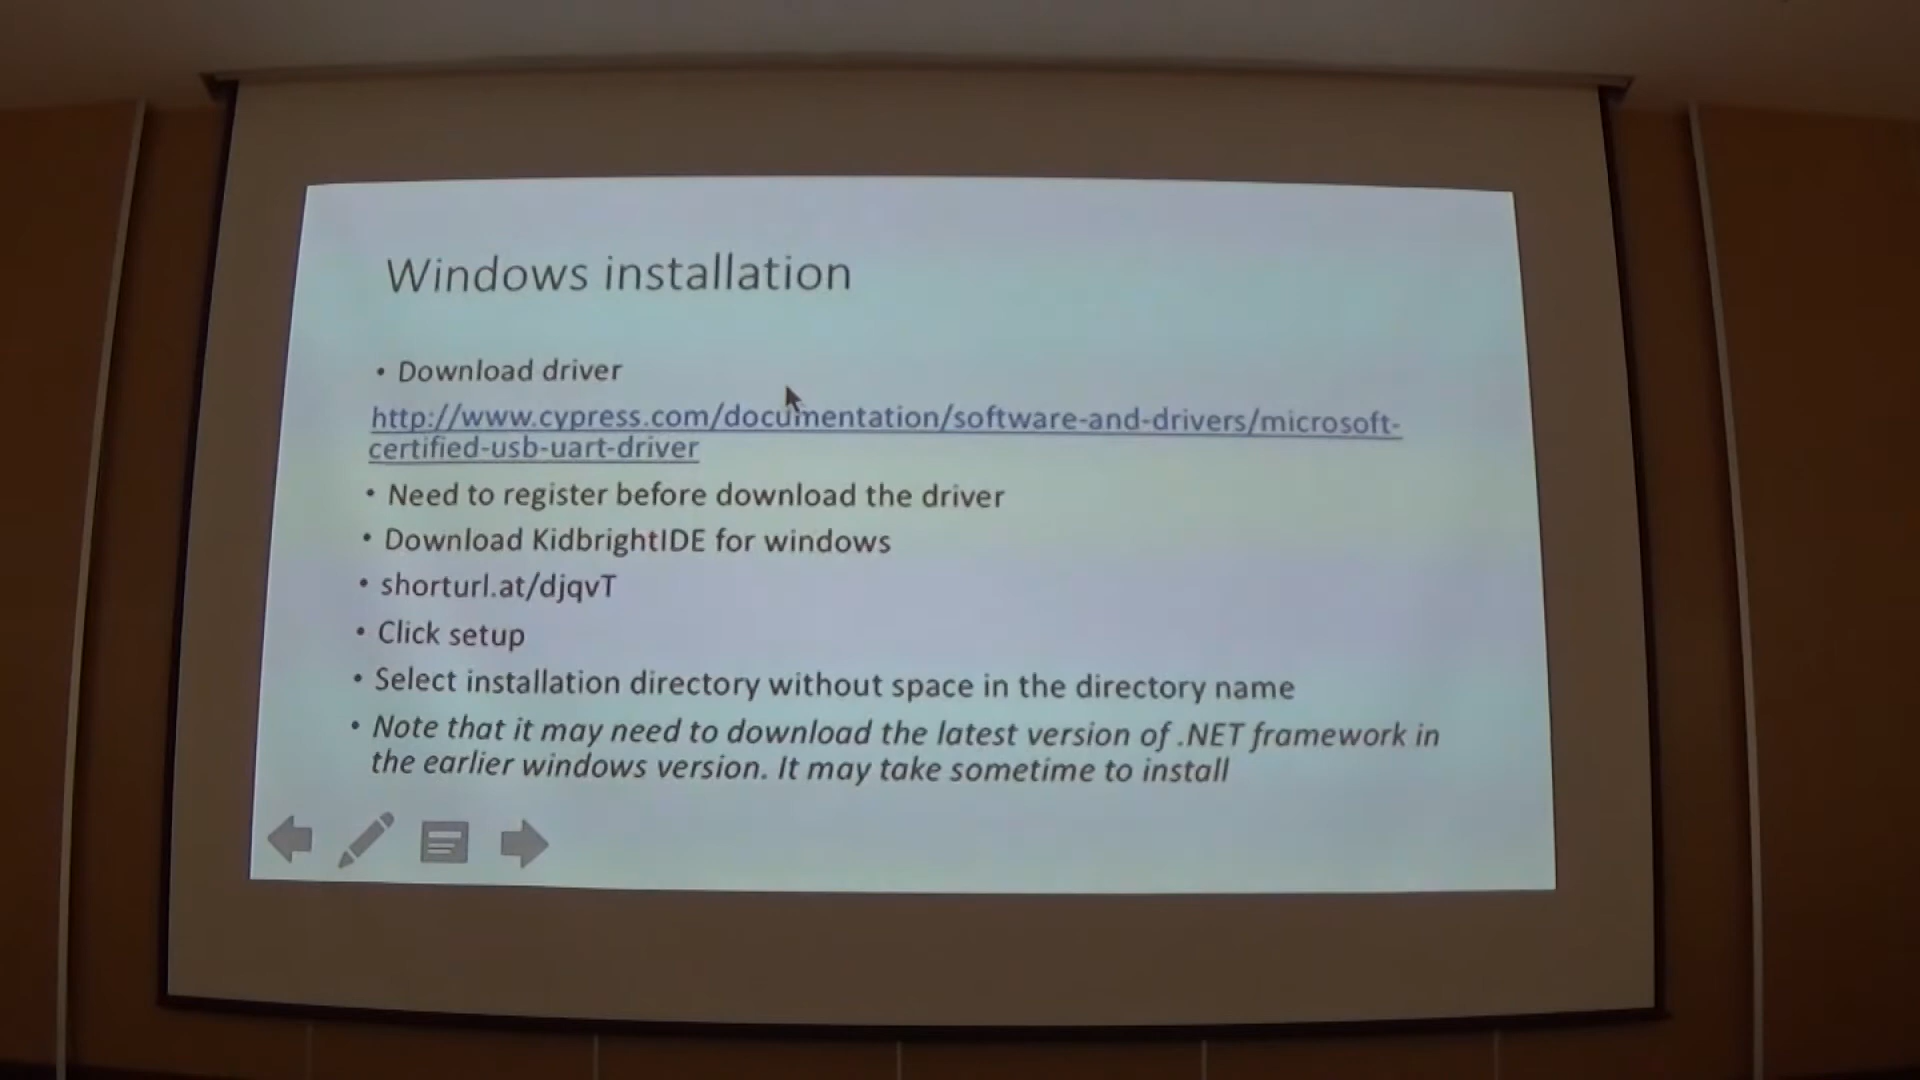 Windows installation
• Download driver
http://www.cypress.com/documentation/software-and-drivers/microsoft-
certified-usb-uart-driver
• Need to register before download the driver
• Download KidbrightIDE for windows
• shorturl.at/djqvT
• Click setup
• Select installation directory without space in the directory name
• Note that it may need to download the latest version of .NET framework in
the earlier windows version. It may take sometime to install